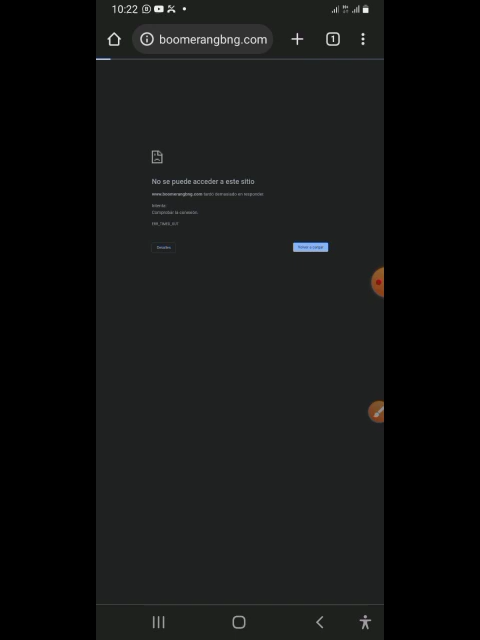 10:22
boomerangbng.com
1
No se puede acceder a este sitio
www.boomerangbng.com tardó demasiado en responder.
Intenta:
Comprobar la conexión.
ERR_TIMED_OUT
Detalles
Volver a cargar